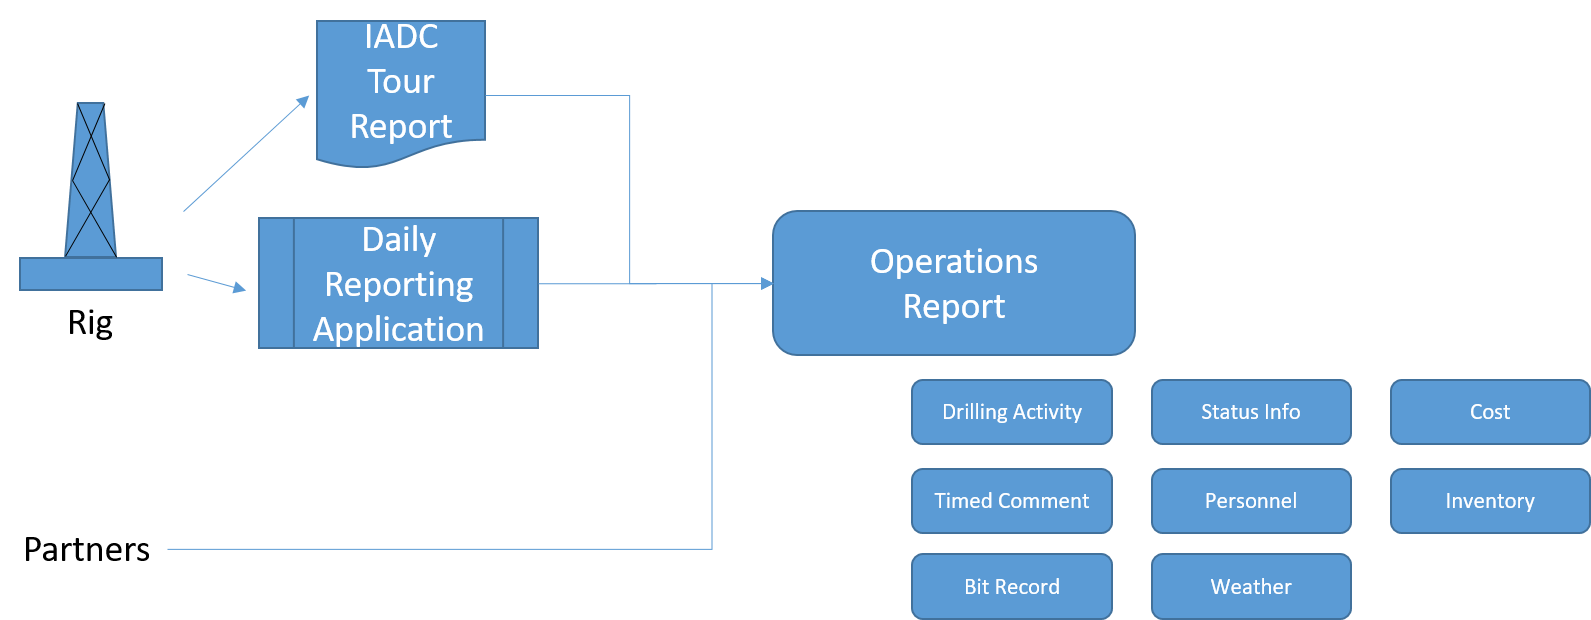 IADC
Tour
Report
Rig
Daily
Reporting
Application
Operations
Report
Partners
Drilling Activity
Status Info
Cost
Timed Comment
Personnel
Inventory
Bit Record
Weather